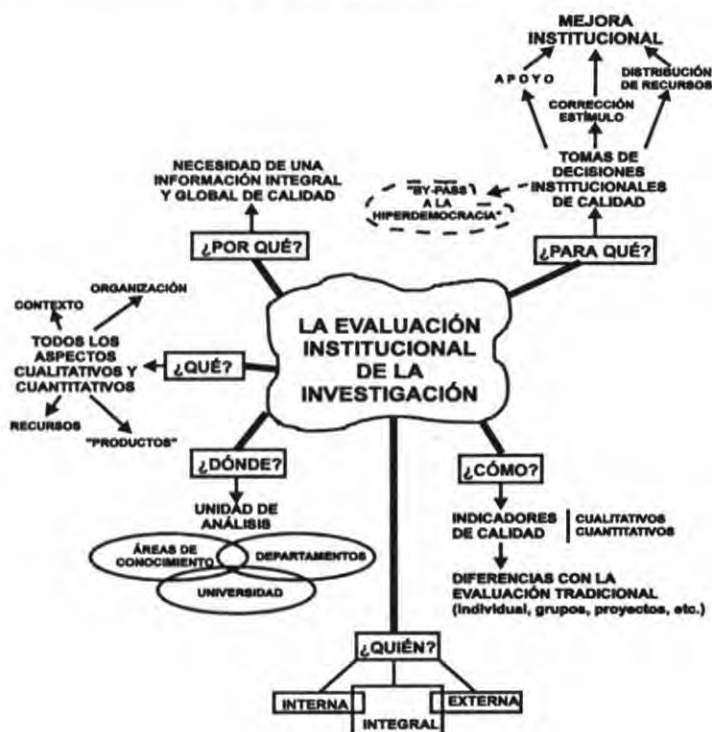 MEJORA
INSTITUCIONAL
APOYO
DISTRIBUCIÓN
DE RECURSOS
CORRECCIÓN
ESTÍMULO
TOMAS DE
DECISIONES
INSTITUCIONALES
DE CALIDAD
"BY-PASS
A LA
HIPERDEMOCRACIA"
¿PARA QUÉ?
NECESIDAD DE UNA
INFORMACIÓN INTEGRAL
Y GLOBAL DE CALIDAD
¿POR QUÉ?
LA EVALUACIÓN
INSTITUCIONAL
DE LA
INVESTIGACIÓN
ORGANIZACIÓN
CONTEXTO
TODOS LOS
ASPECTOS
CUALITATIVOS Y
CUANTITATIVOS
¿QUÉ?
RECURSOS
"PRODUCTOS"
¿DÓNDE?
UNIDAD DE
ANÁLISIS
ÁREAS DE
CONOCIMIENTO
DEPARTAMENTOS
UNIVERSIDAD
¿CÓMO?
INDICADORES
DE CALIDAD
CUALITATIVOS
CUANTITATIVOS
DIFERENCIAS CON LA
EVALUACIÓN TRADICIONAL
(individual, grupos, proyectos, etc.)
¿QUIÉN?
INTERNA
EXTERNA
INTEGRAL